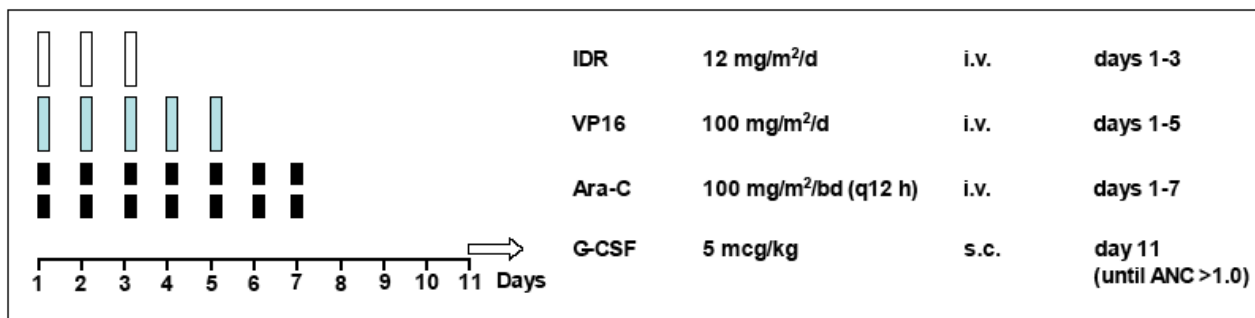 IDR 12 mg/m²/d i.v. days 1-3
VP16 100 mg/m²/d i.v. days 1-5
Ara-C 100 mg/m²/bd (q12 h) i.v. days 1-7
G-CSF 5 mcg/kg s.c. day 11
(until ANC >1.0)
1 2 3 4 5 6 7 8 9 10 11 Days